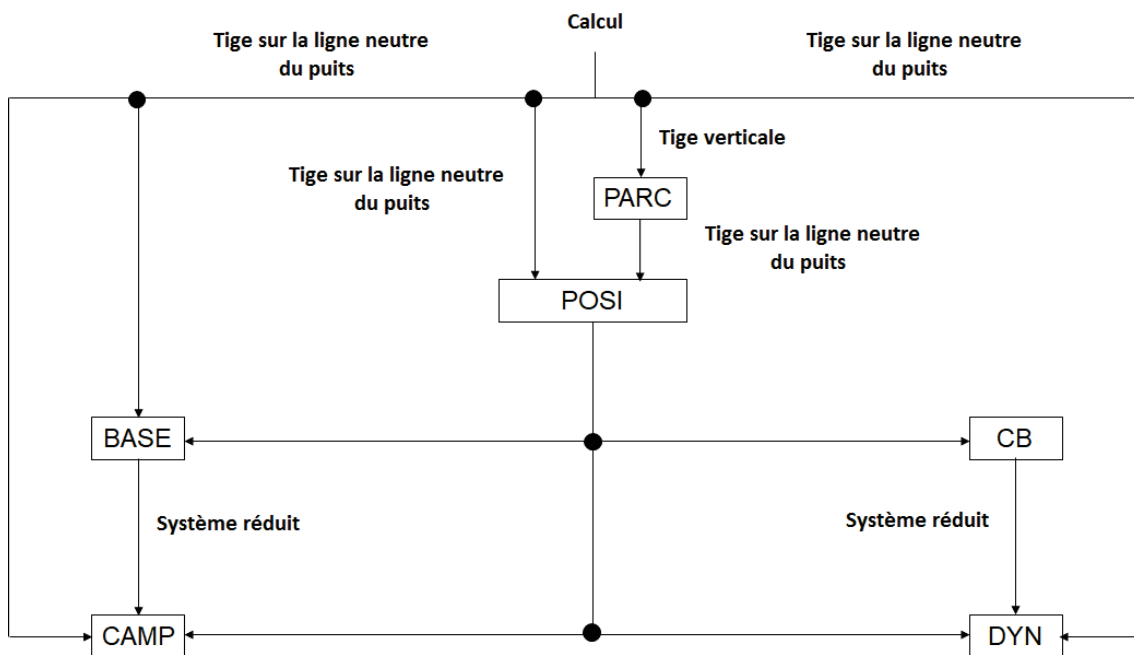 Calcul
Tige sur la ligne neutre
du puits
Tige sur la ligne neutre
du puits
Tige verticale
Tige sur la ligne neutre
du puits
PARC
Tige sur la ligne neutre
du puits
POSI
BASE
CB
Système réduit
Système réduit
CAMP
DYN